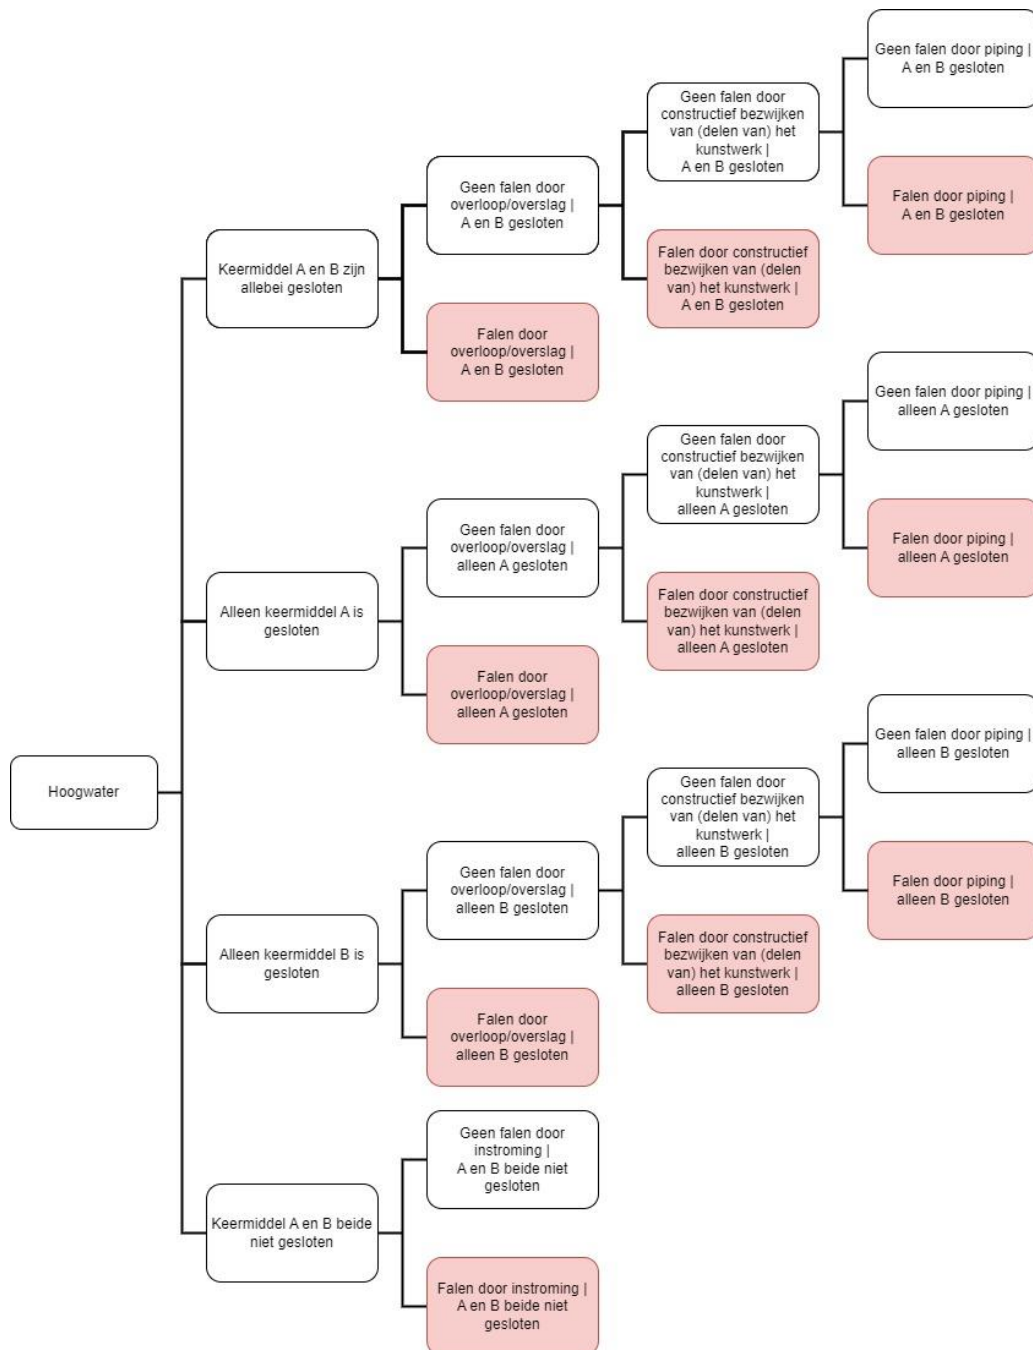 Geen falen door piping |
A en B gesloten
Geen falen door
constructief bezwijken
van (delen van) het
kunstwerk |
A en B gesloten
Geen falen door
overloop/overslag |
A en B gesloten
Falen door piping |
A en B gesloten
Keermiddel A en B zijn
allebei gesloten
Falen door constructief
bezwijken van (delen
van) het kunstwerk |
A en B gesloten
Falen door
overloop/overslag |
A en B gesloten
Geen falen door piping |
alleen A gesloten
Geen falen door
constructief bezwijken
van (delen van) het
kunstwerk |
alleen A gesloten
Geen falen door
overloop/overslag |
alleen A gesloten
Falen door piping |
alleen A gesloten
Alleen keermiddel A is
gesloten
Falen door constructief
bezwijken van (delen
van) het kunstwerk |
alleen A gesloten
Falen door
overloop/overslag |
alleen A gesloten
Geen falen door piping |
alleen B gesloten
Hoogwater
Geen falen door
constructief bezwijken
van (delen van) het
kunstwerk |
alleen B gesloten
Geen falen door
overloop/overslag |
alleen B gesloten
Falen door piping |
alleen B gesloten
Alleen keermiddel B is
gesloten
Falen door constructief
bezwijken van (delen
van) het kunstwerk |
alleen B gesloten
Falen door
overloop/overslag |
alleen B gesloten
Geen falen door
instroming |
A en B beide niet
gesloten
Keermiddel A en B beide
niet gesloten
Falen door instroming |
A en B beide niet
gesloten